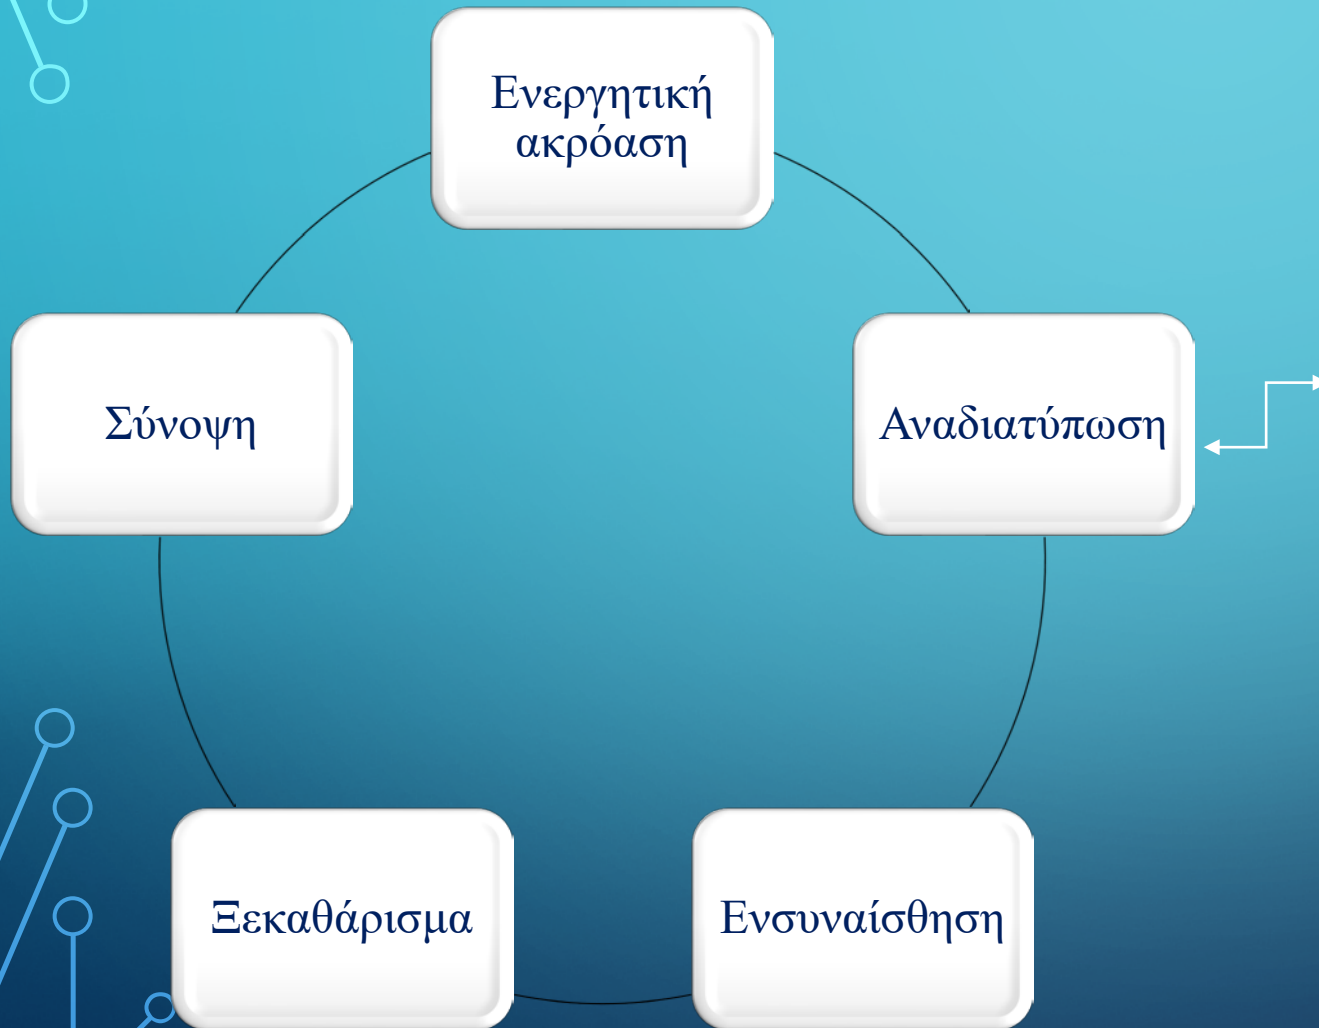 Ενεργητική
ακρόαση
Αναδιατύπωση
Ενσυναίσθηση
Ξεκαθάρισμα
Σύνοψη